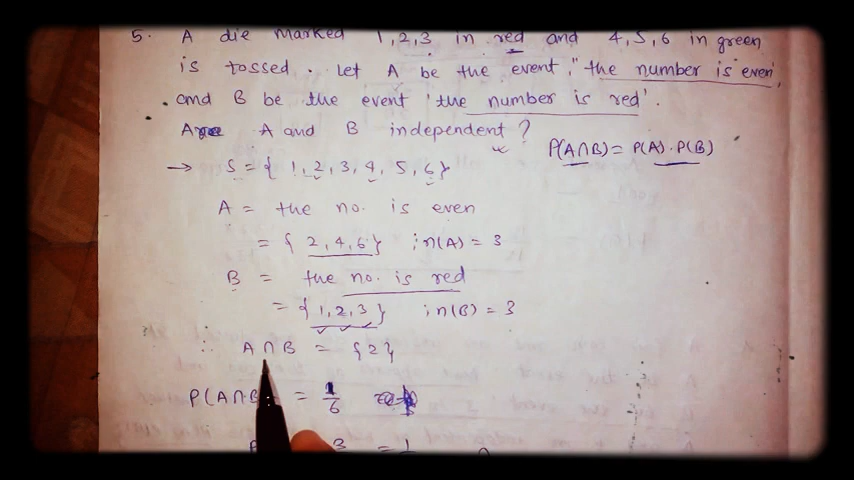 5. A die marked 1,2,3 in red and 4,5,6 in green
is tossed. Let A be the event, "the number is even,
and B be the event 'the number is red'.
Are A and B independent?
P(A∩B) = P(A).P(B)
→ S = { 1, 2, 3, 4, 5, 6}
A = the no. is even
= { 2, 4, 6} ; n(A) = 3
B = the no. is red
= { 1, 2, 3 } ; n(B) = 3
∴ A ∩ B = {2}
P(A∩B = 1/6
B = 1